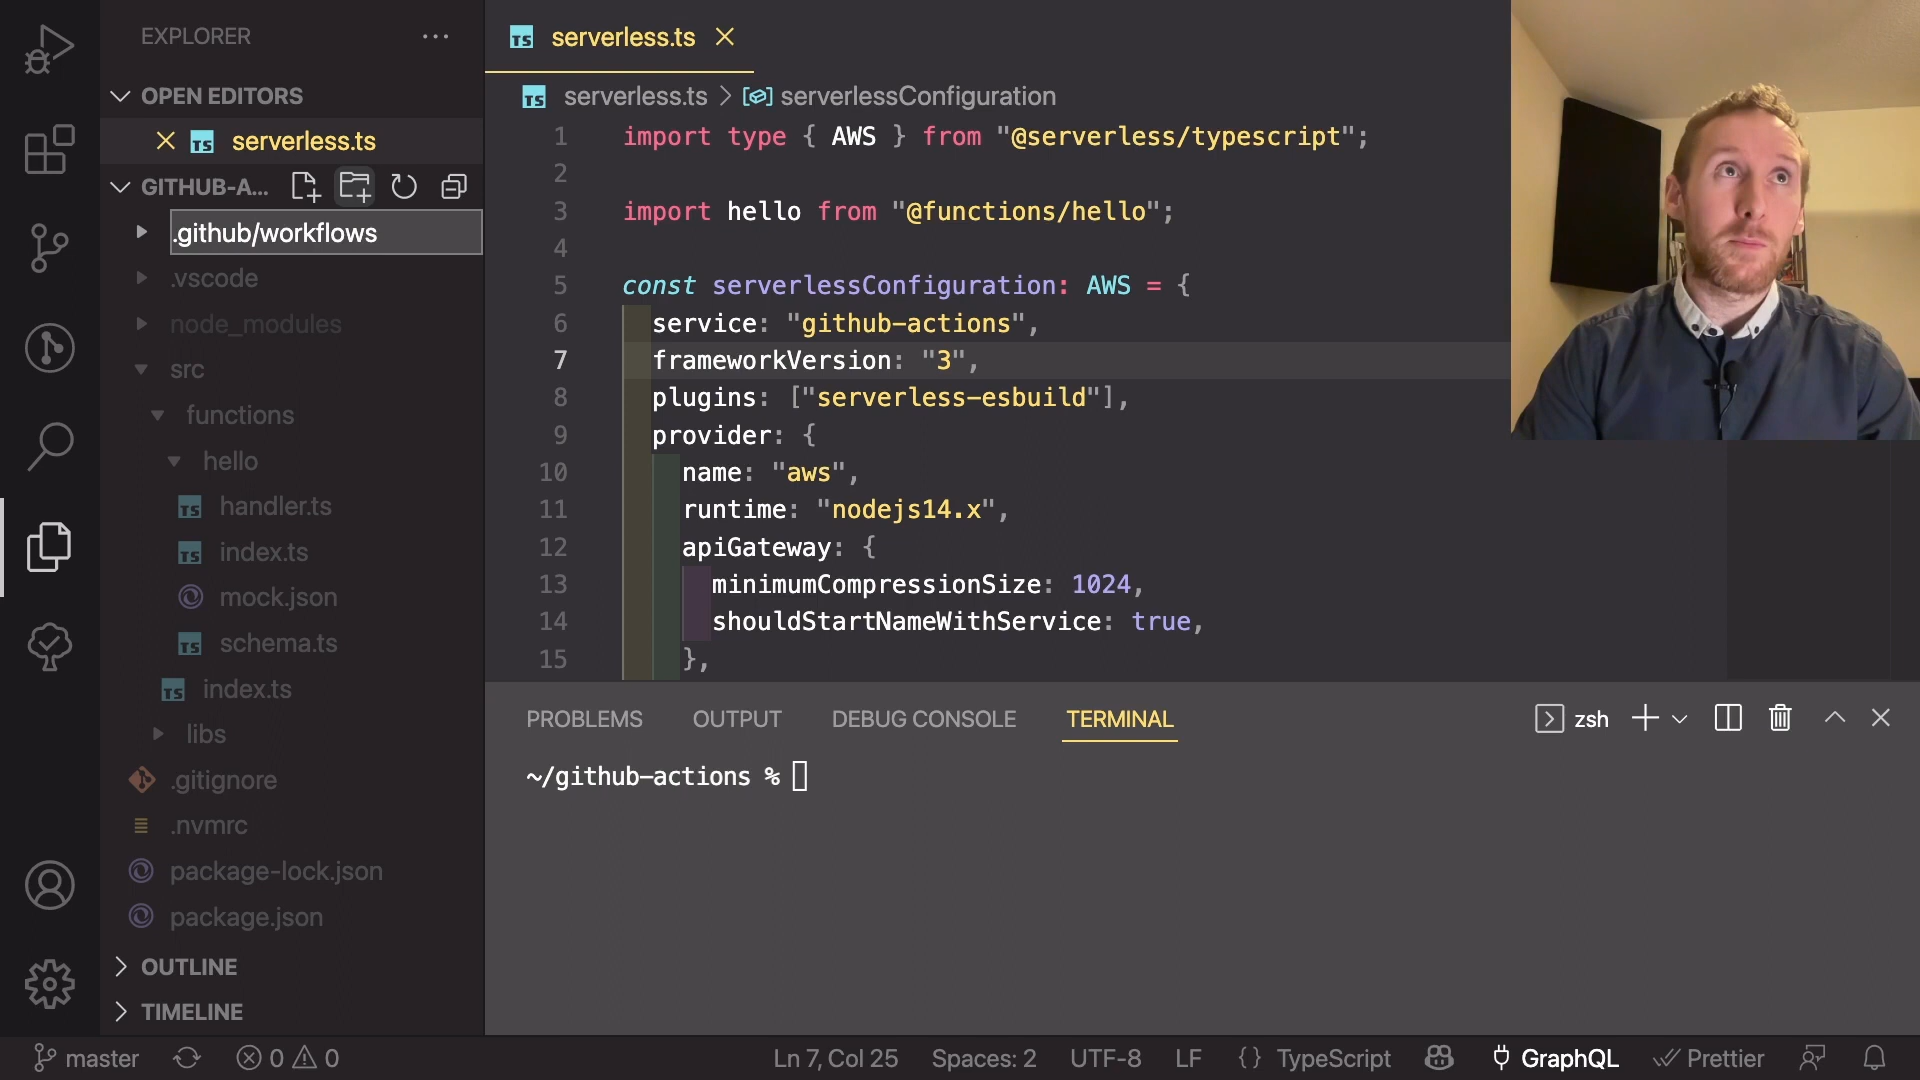 EXPLORER
OPEN EDITORS
serverless.ts
GITHUB-A...
.github/workflows
.vscode
node_modules
src
functions
hello
handler.ts
index.ts
mock.json
schema.ts
index.ts
libs
.gitignore
.nvmrc
package-lock.json
package.json
OUTLINE
TIMELINE
TS serverless.ts
TS serverless.ts > serverlessConfiguration
1 import type { AWS } from "@serverless/typescript";
2
3 import hello from "@functions/hello";
4
5 const serverlessConfiguration: AWS = {
6 service: "github-actions",
7 frameworkVersion: "3",
8 plugins: ["serverless-esbuild"],
9 provider: {
10 name: "aws",
11 runtime: "nodejs14.x",
12 apiGateway: {
13 minimumCompressionSize: 1024,
14 shouldStartNameWithService: true,
15 },
PROBLEMS OUTPUT DEBUG CONSOLE TERMINAL zsh
~/github-actions %
master 0 0 Ln 7, Col 25 Spaces: 2 UTF-8 LF {} TypeScript GraphQL Prettier